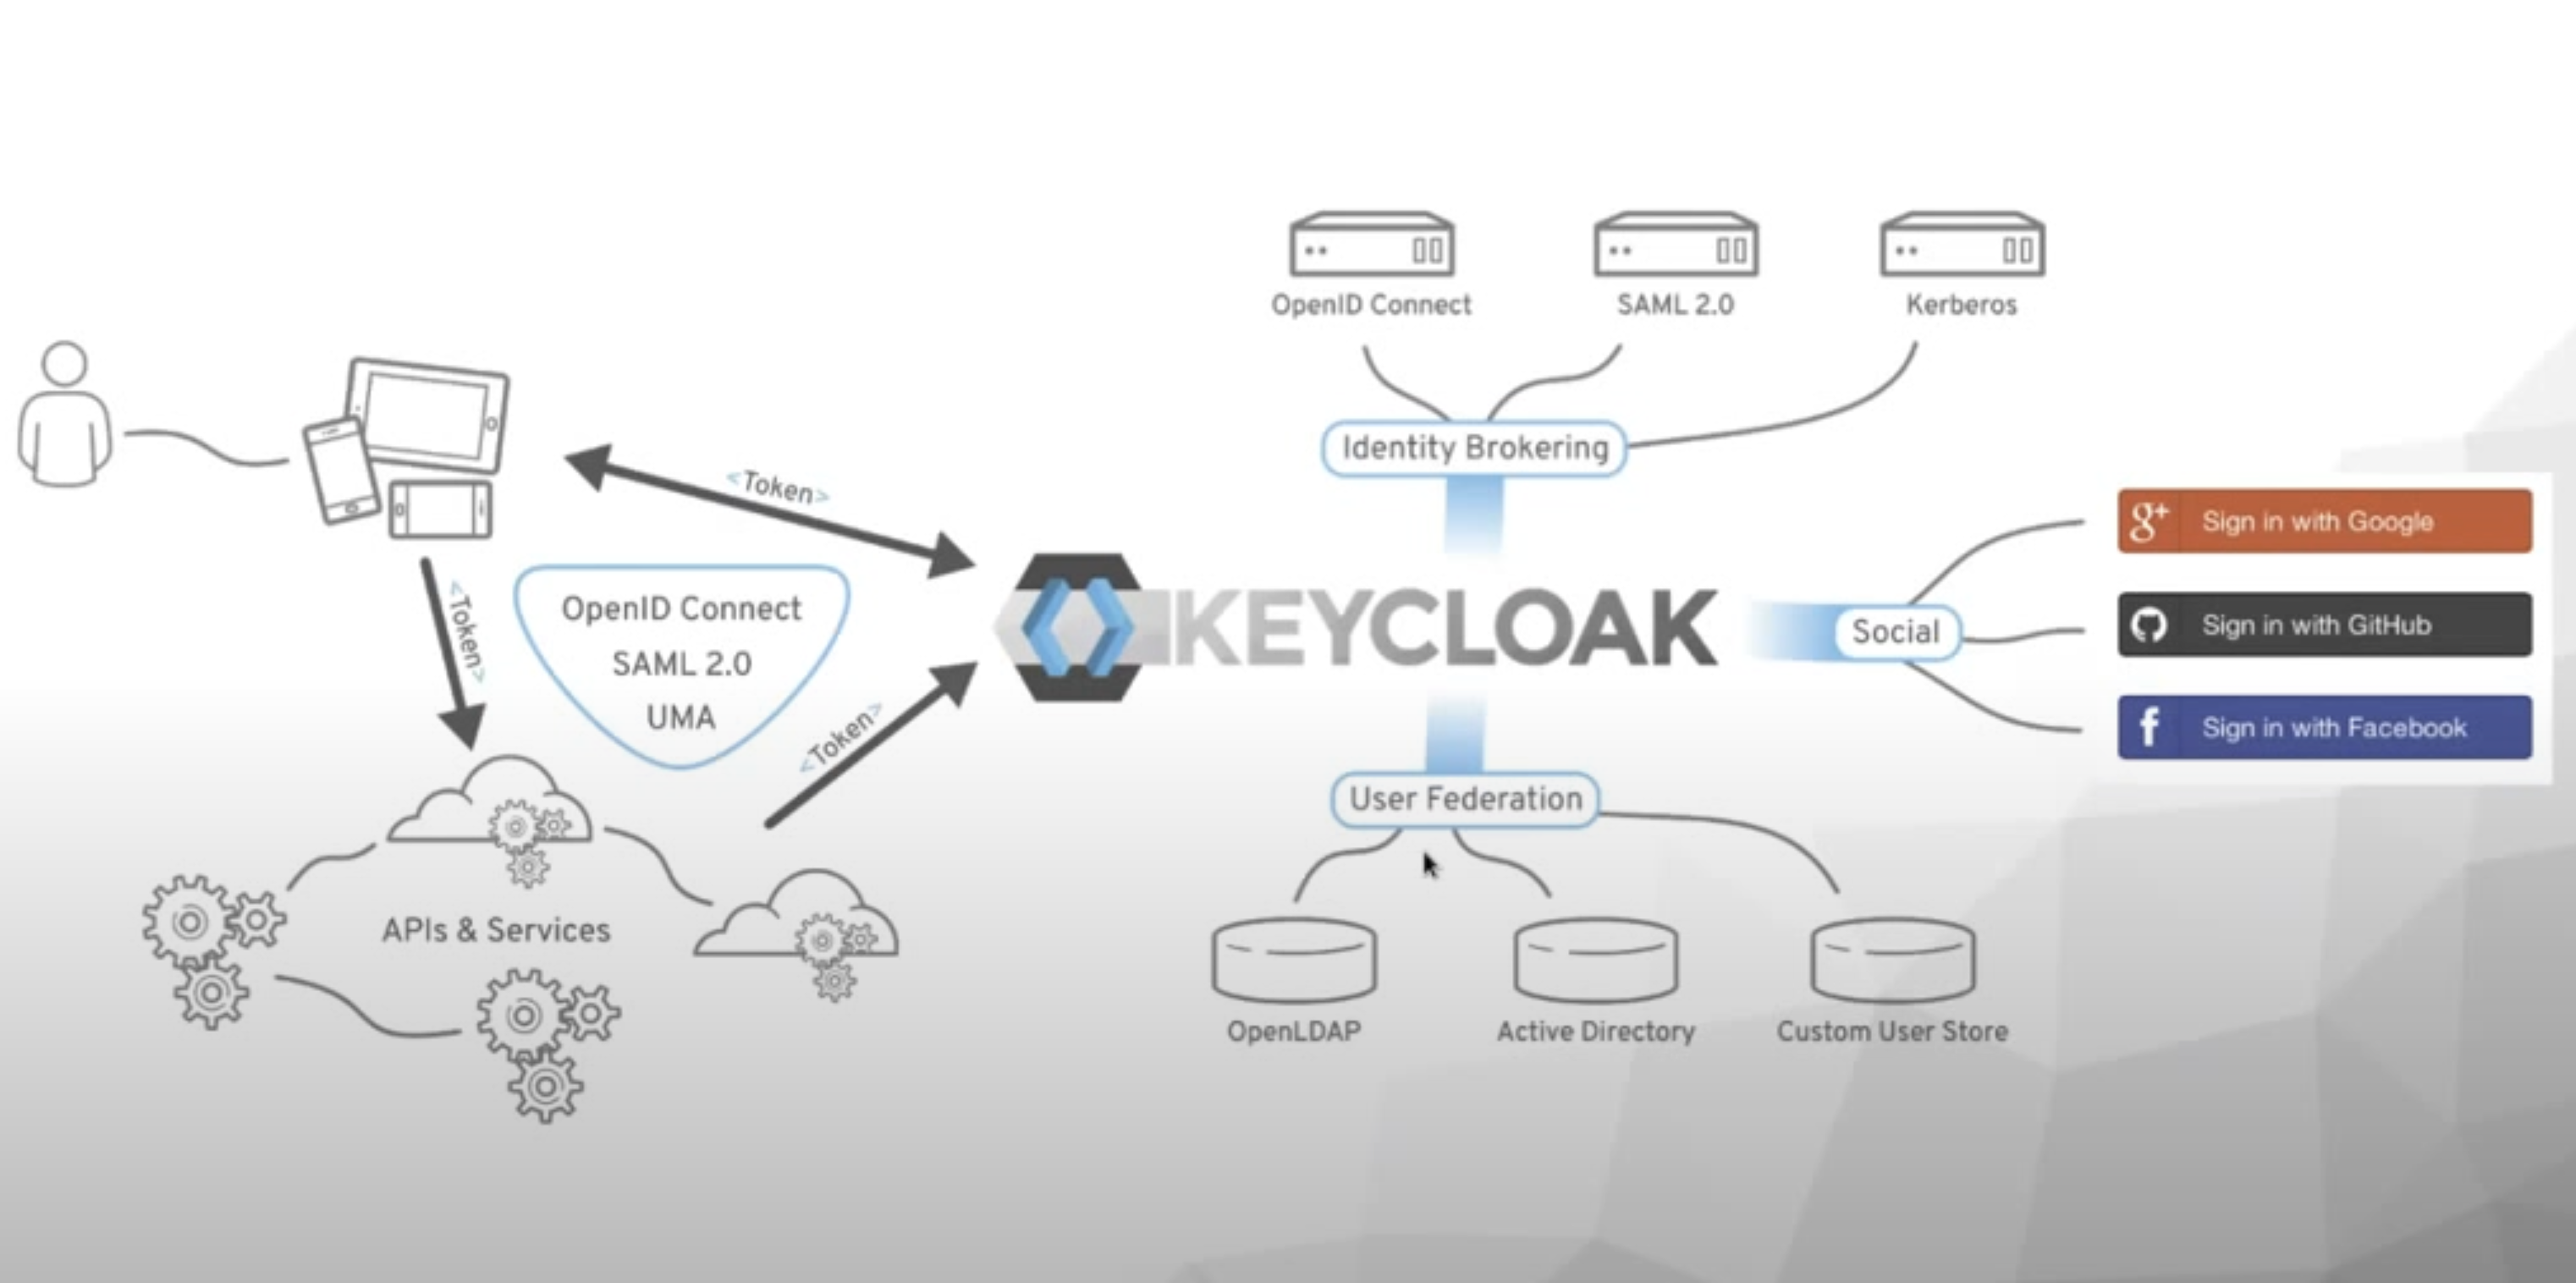 OpenID Connect
SAML 2.0
Kerberos
Identity Brokering
<Token>
<Token>
OpenID Connect
SAML 2.0
UMA
<Token>
KEYCLOAK
Social
g+ Sign in with Google
Sign in with GitHub
f Sign in with Facebook
User Federation
APIs & Services
OpenLDAP
Active Directory
Custom User Store